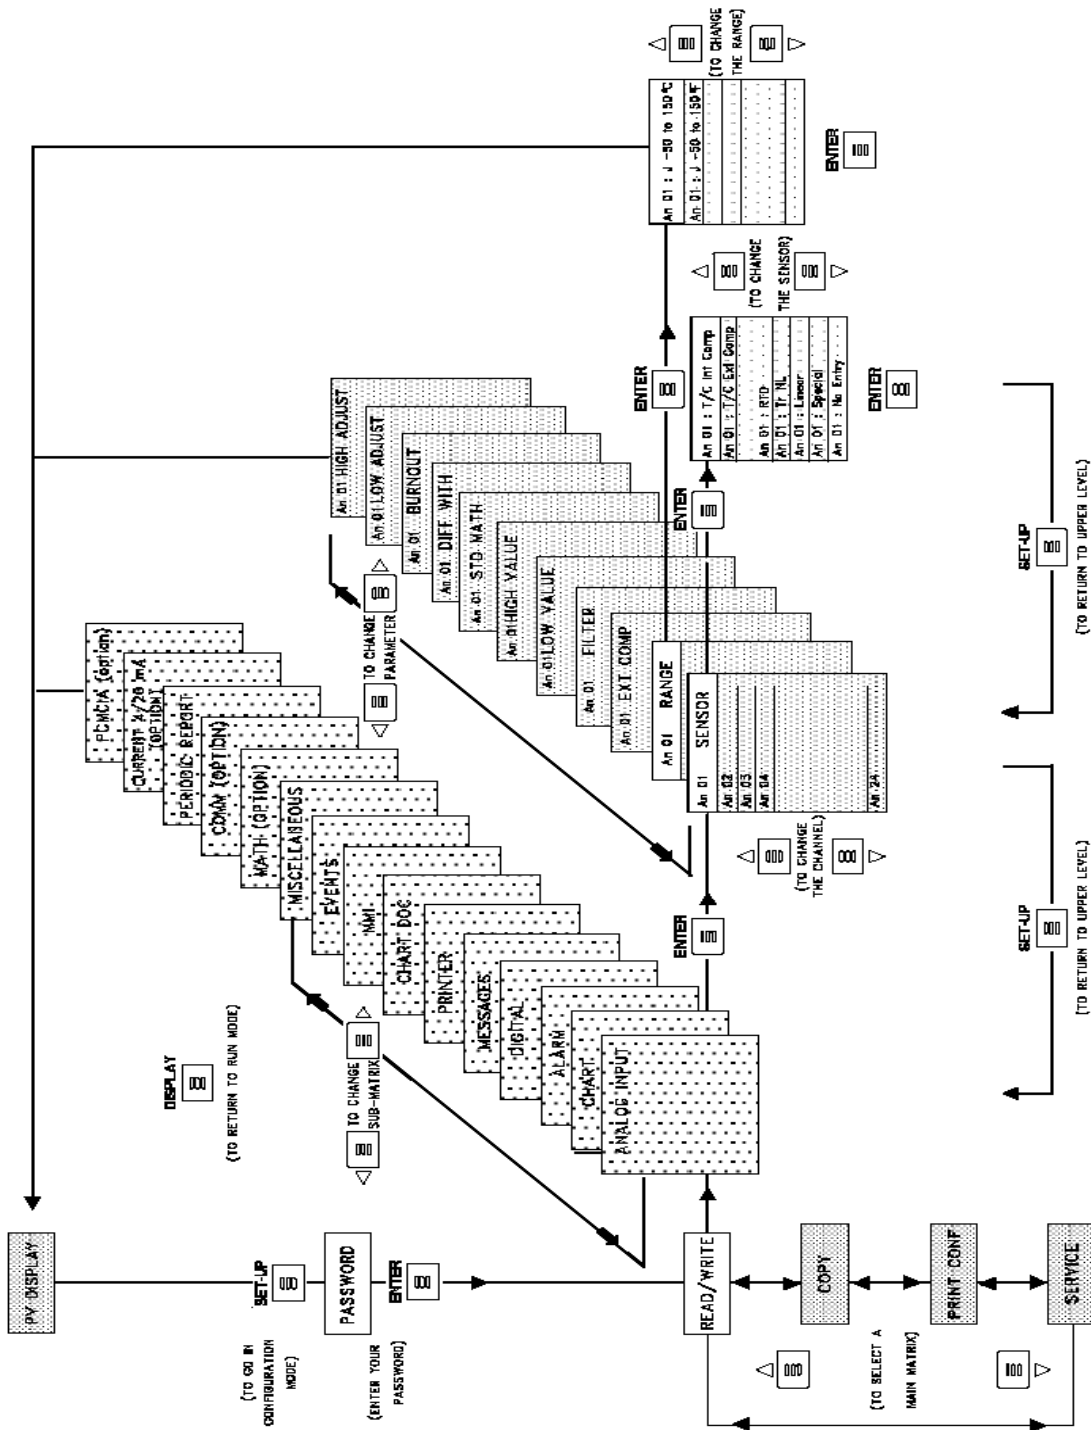 PV DISPLAY
SET-UP
(TO GO IN
CONFIGURATION
MODE)
PASSWORD
(ENTER YOUR
PASSWORD)
ENTER
READ/WRITE
COPY
PRINT CONF
SERVICE
(TO SELECT A
MAIN MATRIX)
DISPLAY
(TO RETURN TO RUN MODE)
TO CHANGE
SUB-MATRIX
PCMCIA (option)
CURRENT 4/20 mA
(OPTION)
PERIODIC REPORT
COMM (OPTION)
MATH (OPTION)
MISCELLANEOUS
EVENTS
MMI
CHART DOC
PRINTER
MESSAGES
DIGITAL
ALARM
CHART
ANALOG INPUT
ENTER
SET-UP
(TO RETURN TO UPPER LEVEL)
TO CHANGE
PARAMETER
An 01 HIGH ADJUST
An 01 LOW ADJUST
An 01 BURNOUT
An 01 DIFF WITH
An 01 STD MATH
An 01 HIGH VALUE
An 01 LOW VALUE
An 01 FILTER
An 01 EXT COMP
An 01 RANGE
An 01 SENSOR
An 02
An 03
An 04
An 24
(TO CHANGE
THE CHANNEL)
ENTER
ENTER
SET-UP
(TO RETURN TO UPPER LEVEL)
An 01 : T/C Int Comp
An 01 : T/C Ext Comp
An 01 : RTD
An 01 : Tr NL
An 01 : Linear
An 01 : Special
An 01 : No Entry
(TO CHANGE
THE SENSOR)
ENTER
An 01 : J -50 to 150°C
An 01 : J -50 to 150°F
(TO CHANGE
THE RANGE)
ENTER